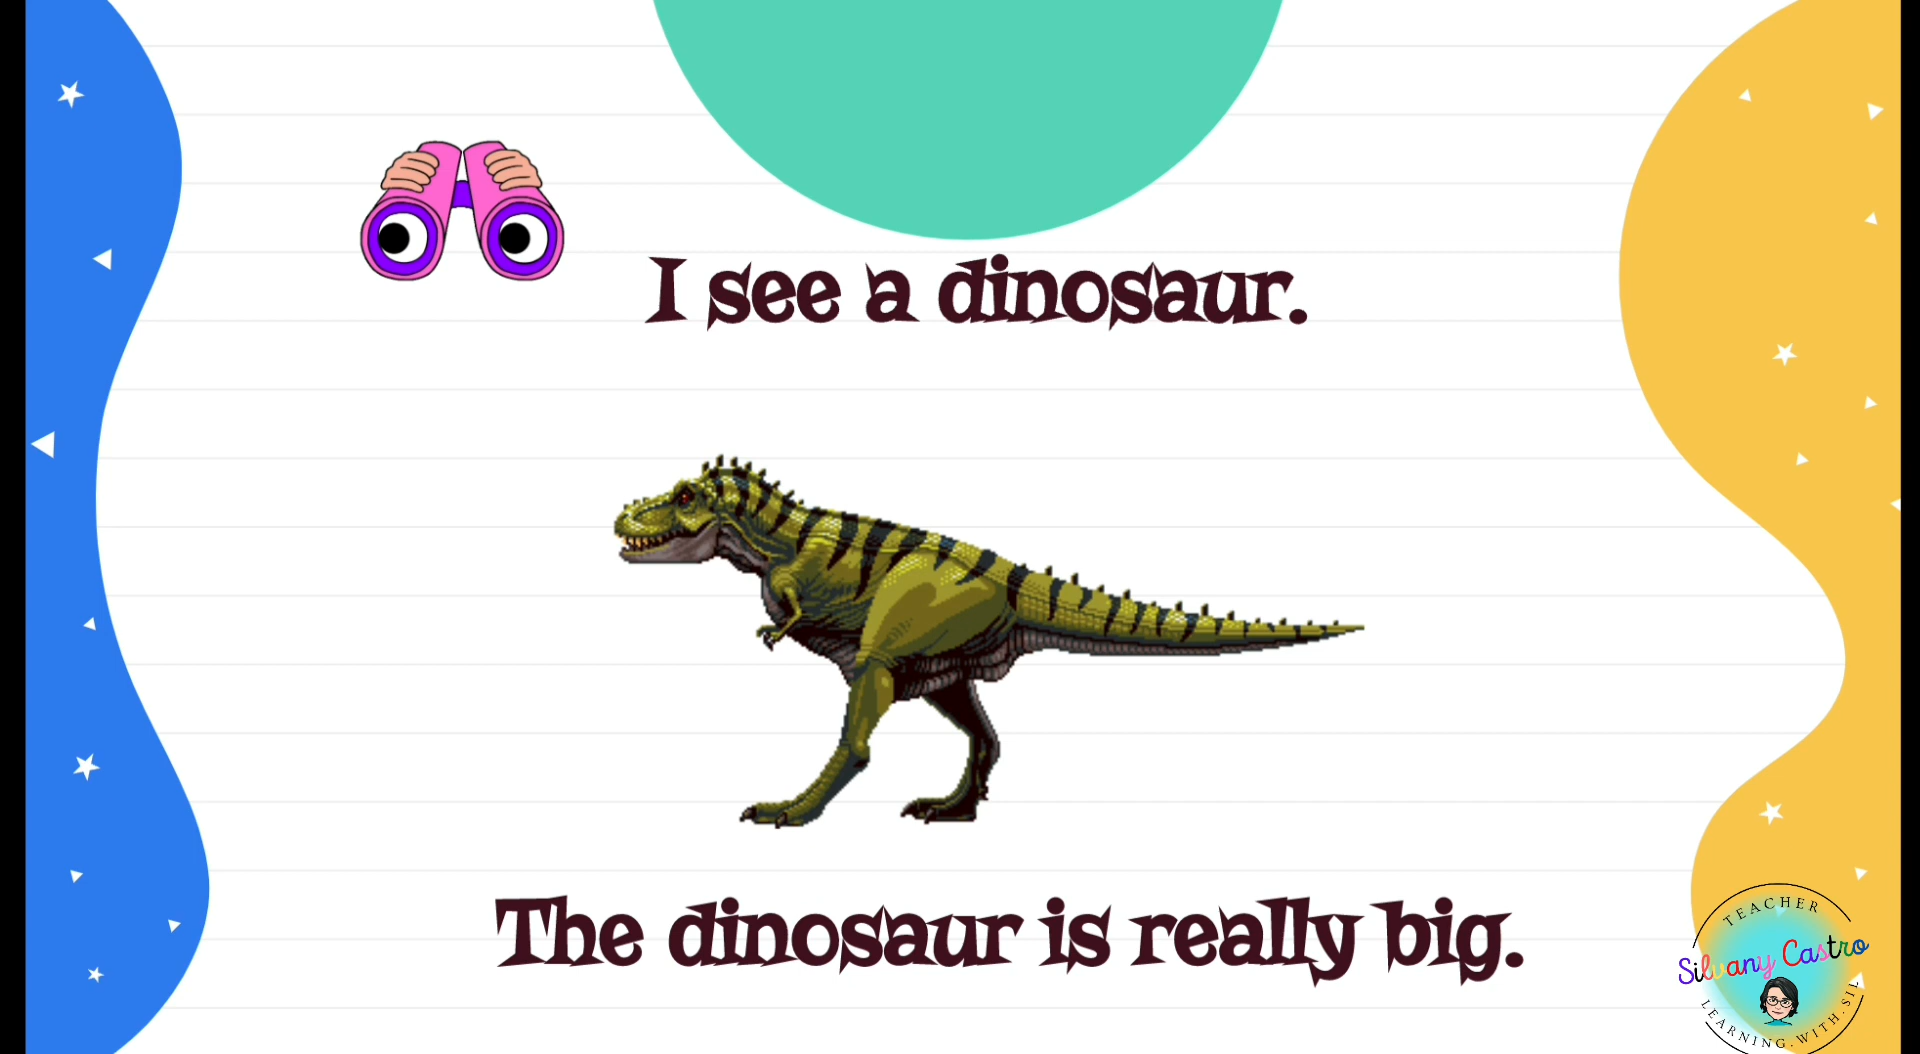 I see a dinosaur.
The dinosaur is really big.
TEACHER
Silvany Castro
LEARNING.WITH.SIL